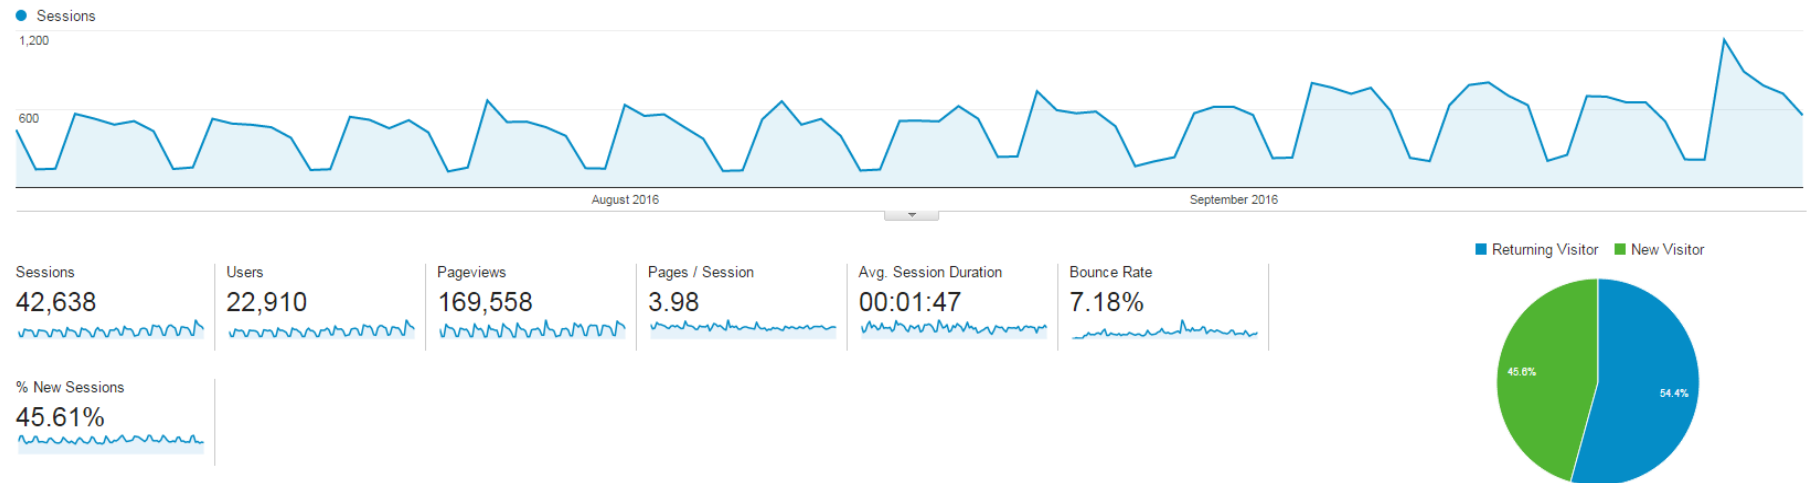 Sessions
1,200
600
August 2016
September 2016
Returning Visitor
New Visitor
Sessions
42,638
Users
22,910
Pageviews
169,558
Pages / Session
3.98
Avg. Session Duration
00:01:47
Bounce Rate
7.18%
% New Sessions
45.61%
45.6%
54.4%